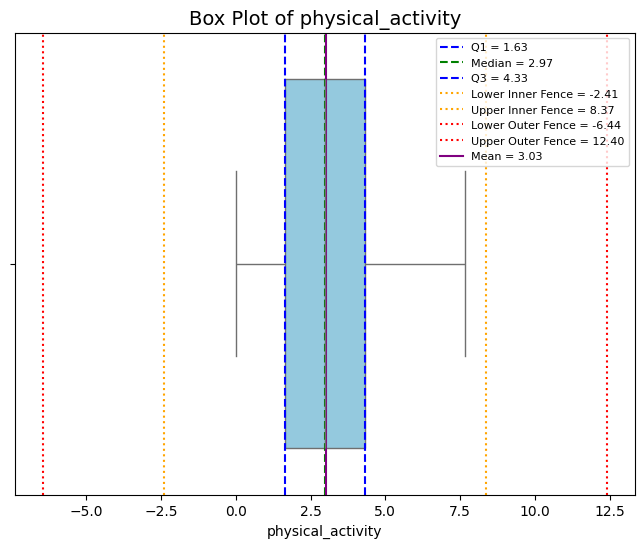 Box Plot of physical_activity
Q1 = 1.63
Median = 2.97
Q3 = 4.33
Lower Inner Fence = -2.41
Upper Inner Fence = 8.37
Lower Outer Fence = -6.44
Upper Outer Fence = 12.40
Mean = 3.03
−5.0 −2.5 0.0 2.5 5.0 7.5 10.0 12.5
physical_activity